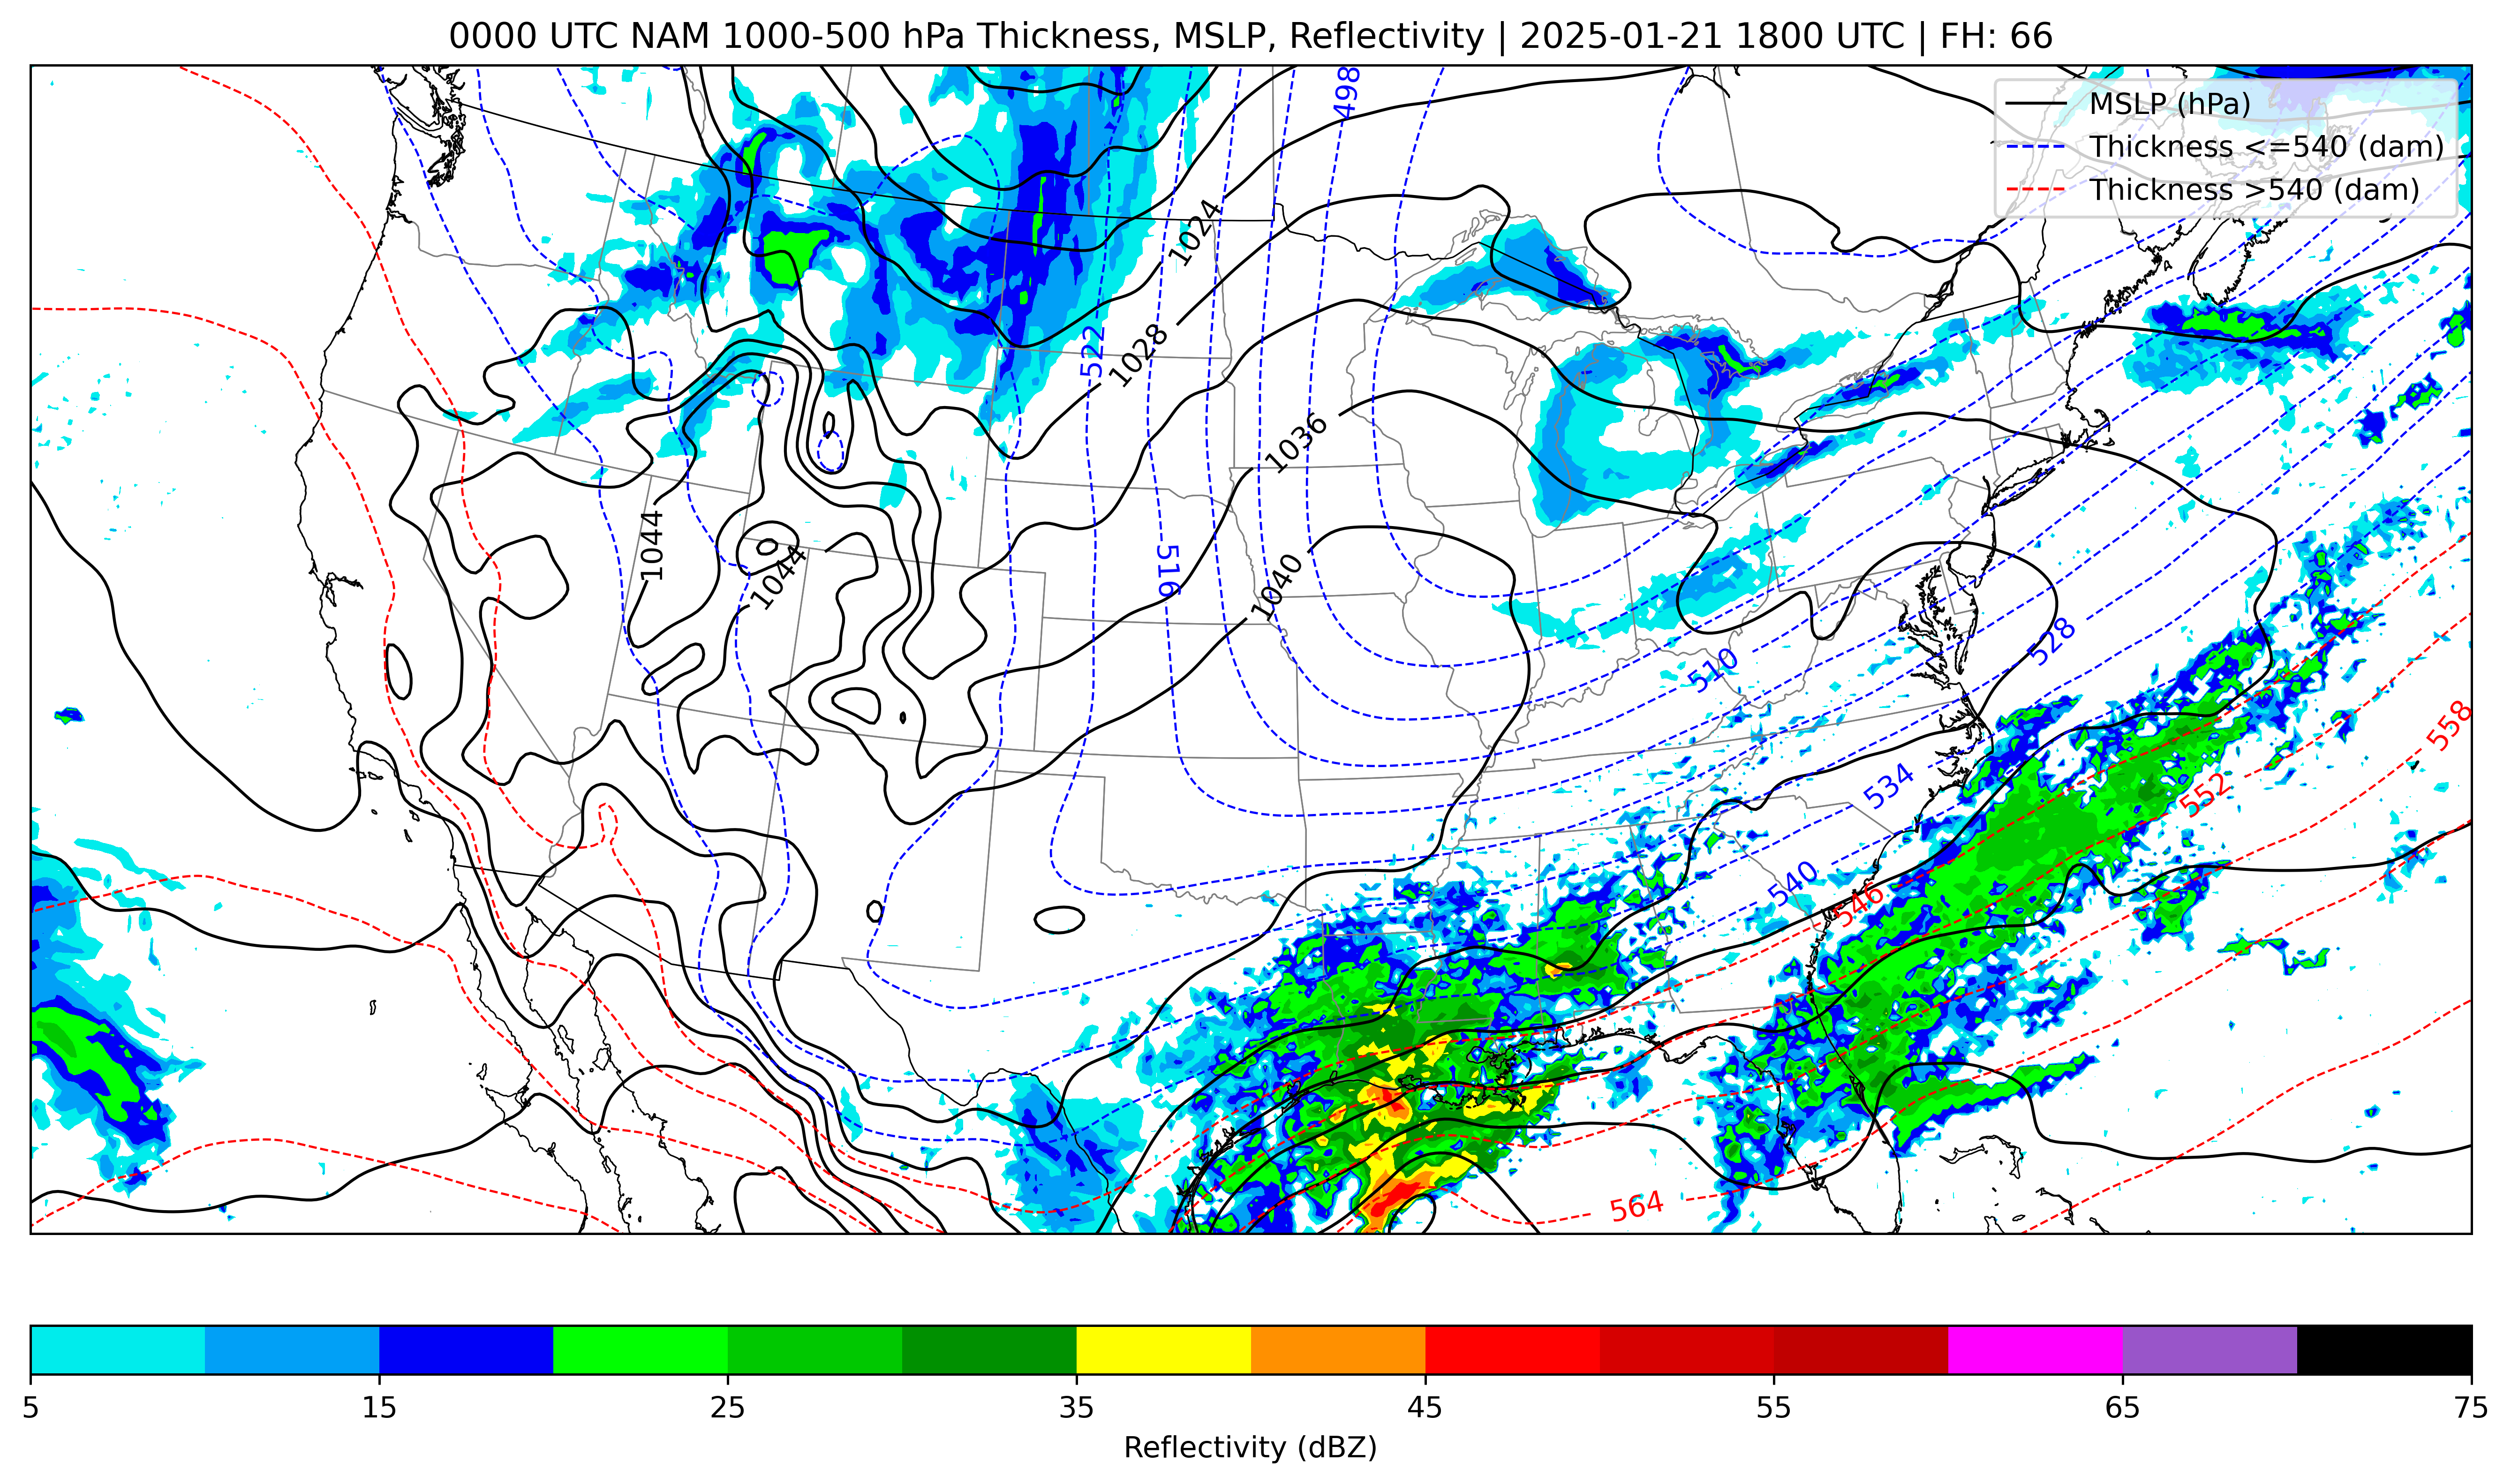 0000 UTC NAM 1000-500 hPa Thickness, MSLP, Reflectivity | 2025-01-21 1800 UTC | FH: 66
MSLP (hPa)
Thickness <=540 (dam)
Thickness >540 (dam)
498
1024
522
1028
1036
1044
1044
516
1040
510
528
534
540
546
552
558
564
5 15 25 35 45 55 65 75
Reflectivity (dBZ)